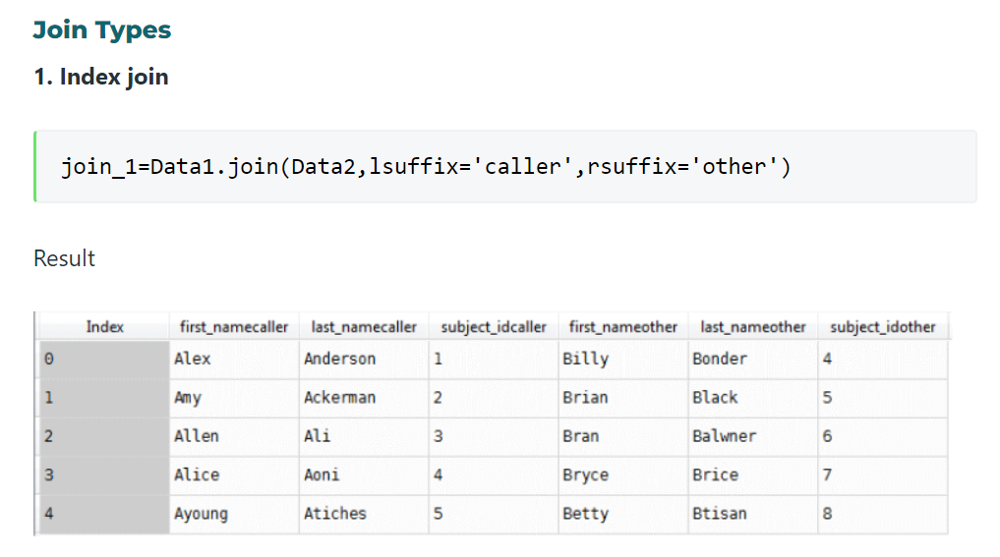 Join Types
1. Index join
join_1=Data1.join(Data2,lsuffix='caller',rsuffix='other')
Result
Index first_namecaller last_namecaller subject_idcaller first_nameother last_nameother subject_idother
0 Alex Anderson 1 Billy Bonder 4
1 Amy Ackerman 2 Brian Black 5
2 Allen Ali 3 Bran Balwner 6
3 Alice Aoni 4 Bryce Brice 7
4 Ayoung Atiches 5 Betty Btisan 8